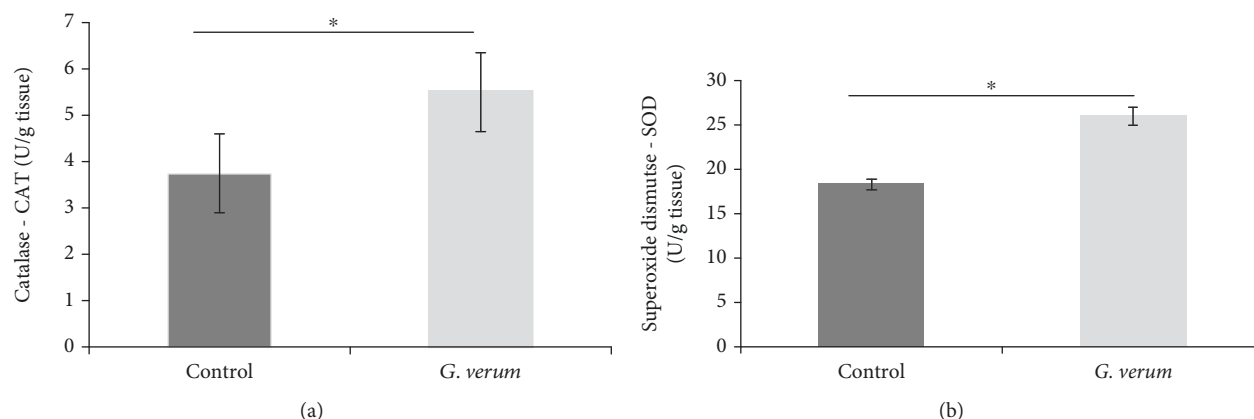 Catalase - CAT (U/g tissue)
7
6
5
4
3
2
1
0
*
Control
G. verum
(a)
Superoxide dismutse - SOD
(U/g tissue)
30
25
20
15
10
5
0
*
Control
G. verum
(b)